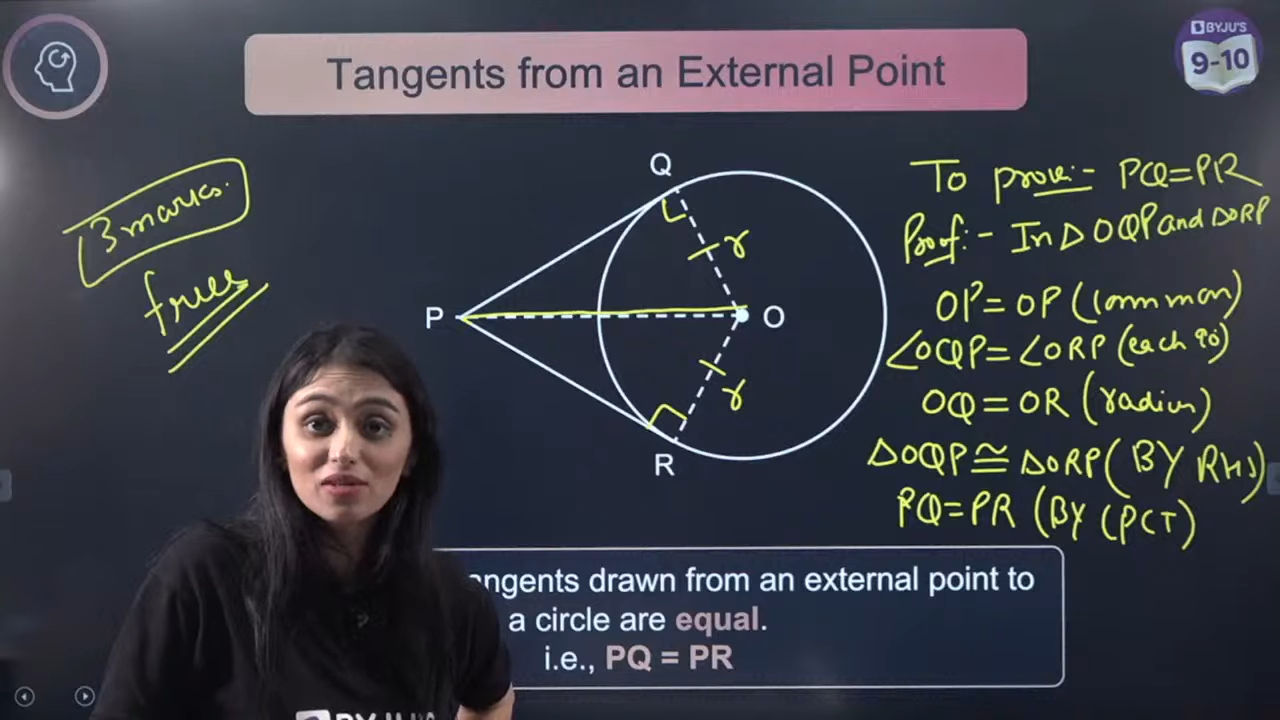 BYJU'S
9-10
Tangents from an External Point
3 marks.
free
Q
r
P
O
r
R
To prove:- PQ=PR
Proof:- In △OQP and △ORP
OP = OP (common)
∠OQP = ∠ORP (each 90)
OQ = OR (radius)
△OQP ≅ △ORP (BY RHS)
PQ=PR (BY CPCT)
angents drawn from an external point to
a circle are equal.
i.e., PQ = PR
BYJU'S